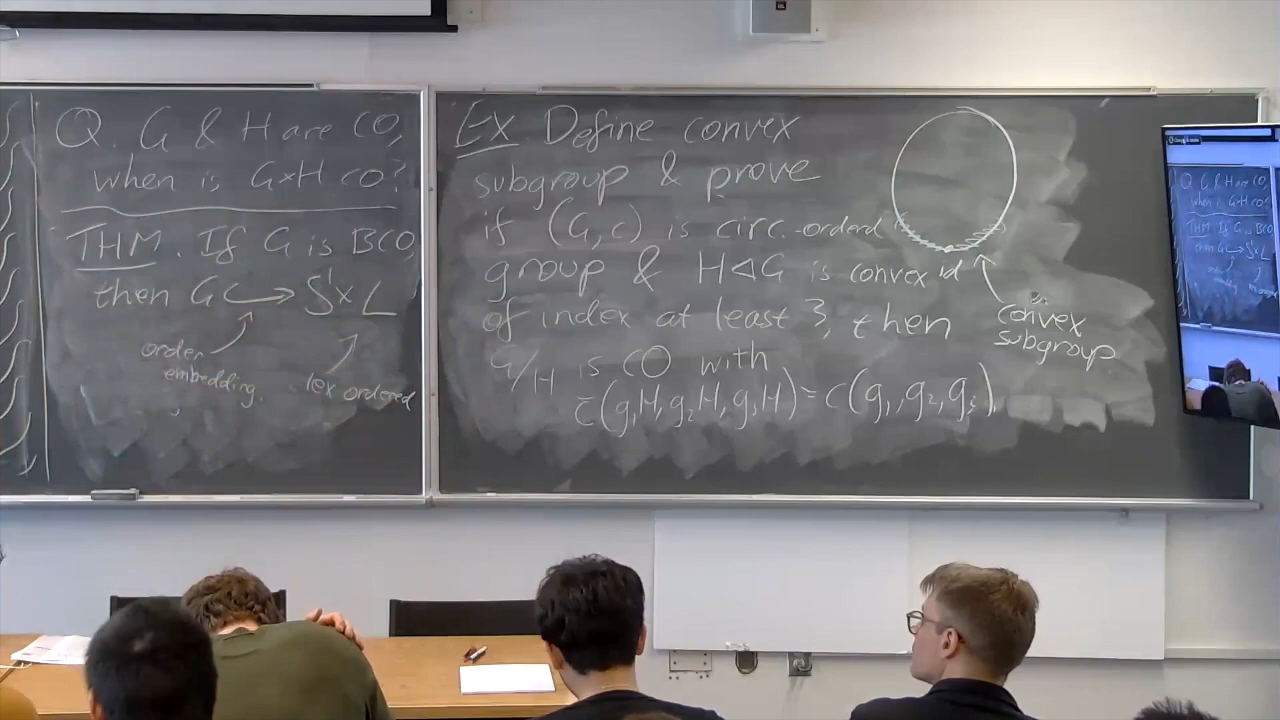 Q. G & H are CO,
when is G×H CO?
THM. If G is BCO,
then G ↪ S¹×L
order
embedding.
lex ordered
EX Define convex
subgroup & prove
if (G,c) is circ.-ordered
group & H◁G is convex
of index at least 3, then
G/H is CO with
c̄(g₁H,g₂H,g₃H)=c(g₁,g₂,g₃).
id
convex
subgroup